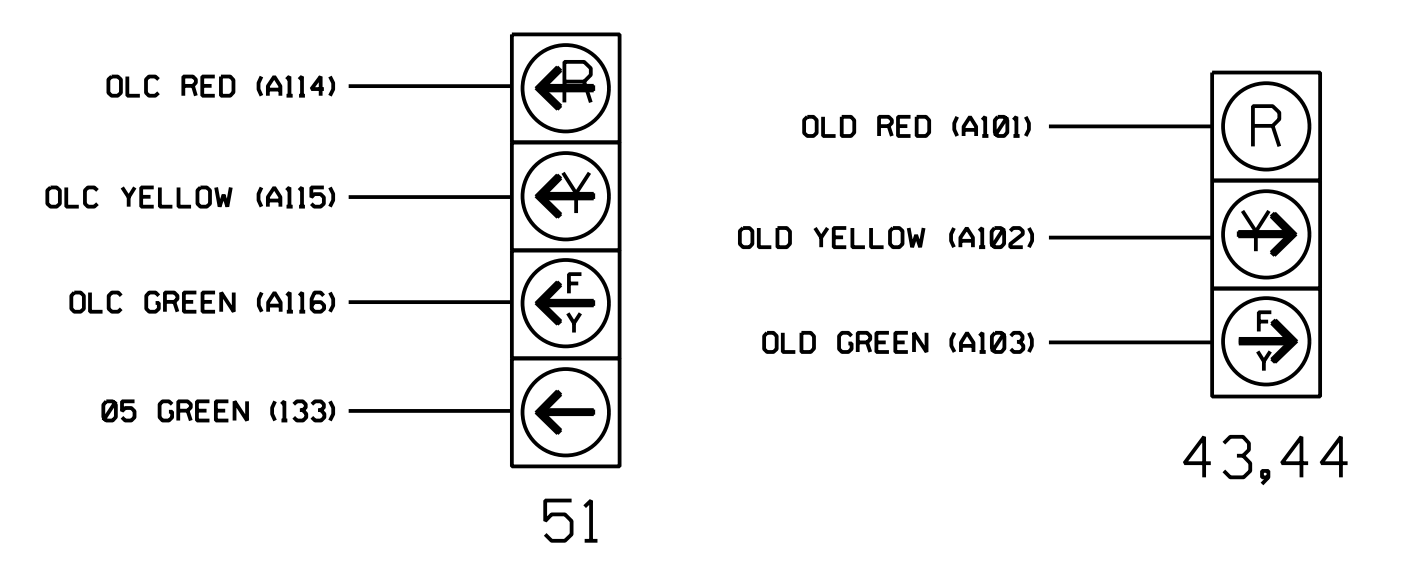 OLC RED (A114)
R
OLC YELLOW (A115)
Y
OLC GREEN (A116)
F
Y
Ø5 GREEN (133)
51
OLD RED (A101)
R
OLD YELLOW (A102)
Y
OLD GREEN (A103)
F
Y
43,44